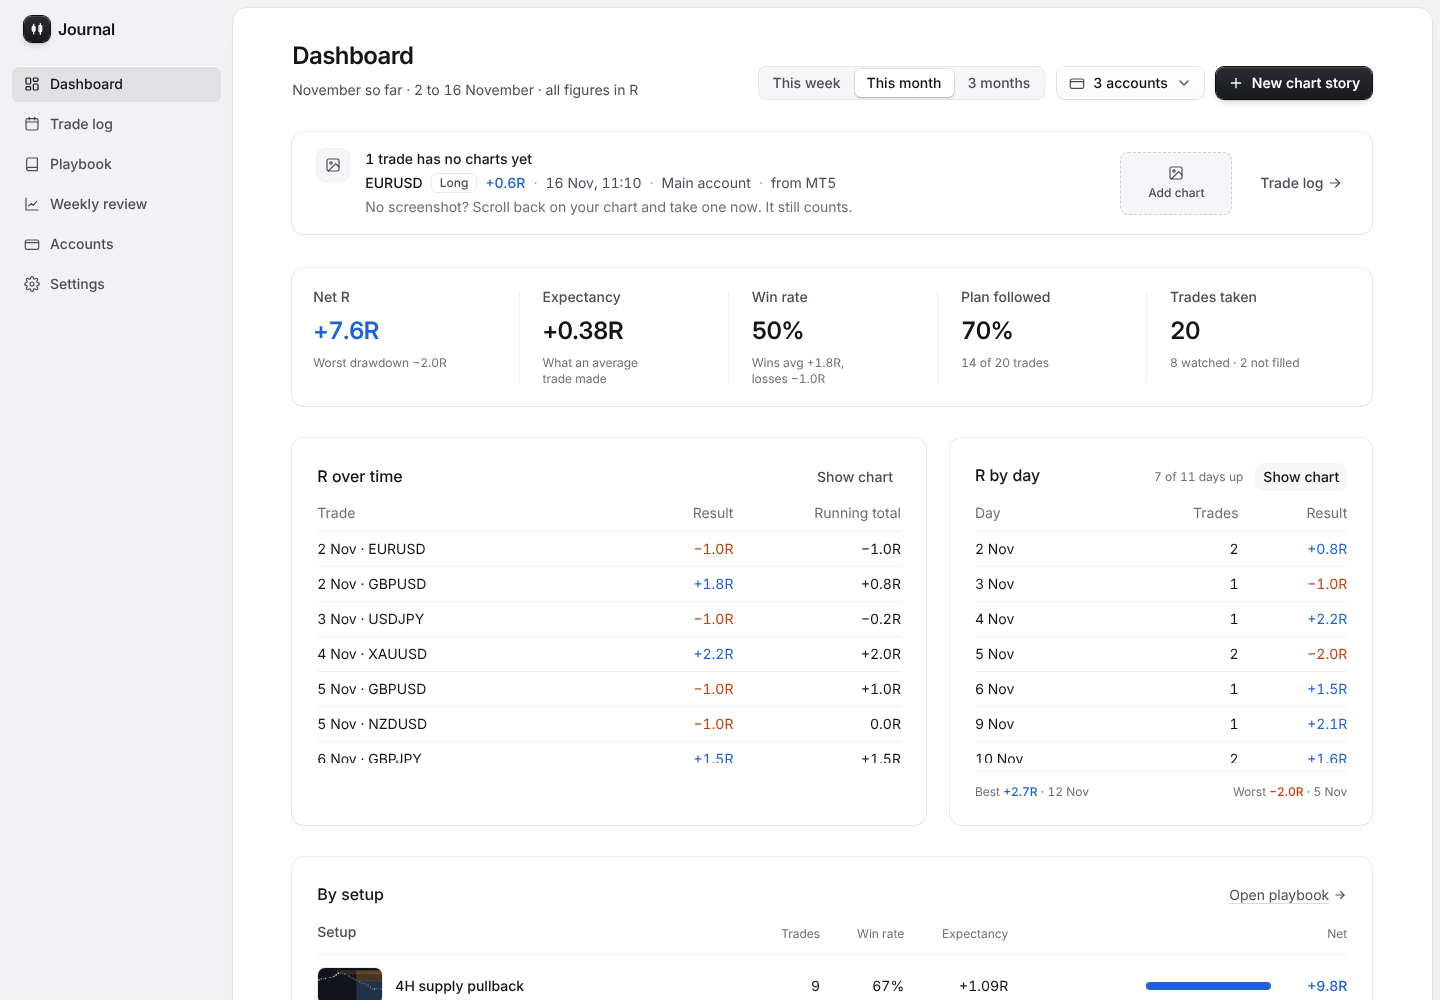 Journal
Dashboard
Trade log
Playbook
Weekly review
Accounts
Settings
Dashboard
November so far · 2 to 16 November · all figures in R
This week This month 3 months
3 accounts
New chart story
1 trade has no charts yet
EURUSD Long +0.6R · 16 Nov, 11:10 · Main account · from MT5
No screenshot? Scroll back on your chart and take one now. It still counts.
Add chart
Trade log →
Net R
+7.6R
Worst drawdown −2.0R
Expectancy
+0.38R
What an average
trade made
Win rate
50%
Wins avg +1.8R,
losses −1.0R
Plan followed
70%
14 of 20 trades
Trades taken
20
8 watched · 2 not filled
R over time Show chart
Trade Result Running total
2 Nov · EURUSD −1.0R −1.0R
2 Nov · GBPUSD +1.8R +0.8R
3 Nov · USDJPY −1.0R −0.2R
4 Nov · XAUUSD +2.2R +2.0R
5 Nov · GBPUSD −1.0R +1.0R
5 Nov · NZDUSD −1.0R 0.0R
6 Nov · GBPJPY +1.5R +1.5R
R by day 7 of 11 days up Show chart
Day Trades Result
2 Nov 2 +0.8R
3 Nov 1 −1.0R
4 Nov 1 +2.2R
5 Nov 2 −2.0R
6 Nov 1 +1.5R
9 Nov 1 +2.1R
10 Nov 2 +1.6R
Best +2.7R · 12 Nov Worst −2.0R · 5 Nov
By setup Open playbook →
Setup Trades Win rate Expectancy Net
4H supply pullback 9 67% +1.09R +9.8R